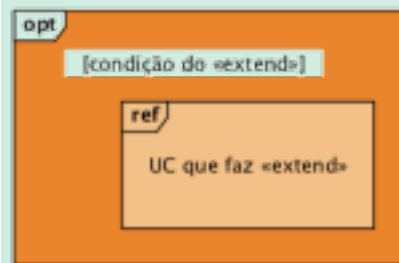 opt
[condição do «extend»]
ref
UC que faz «extend»